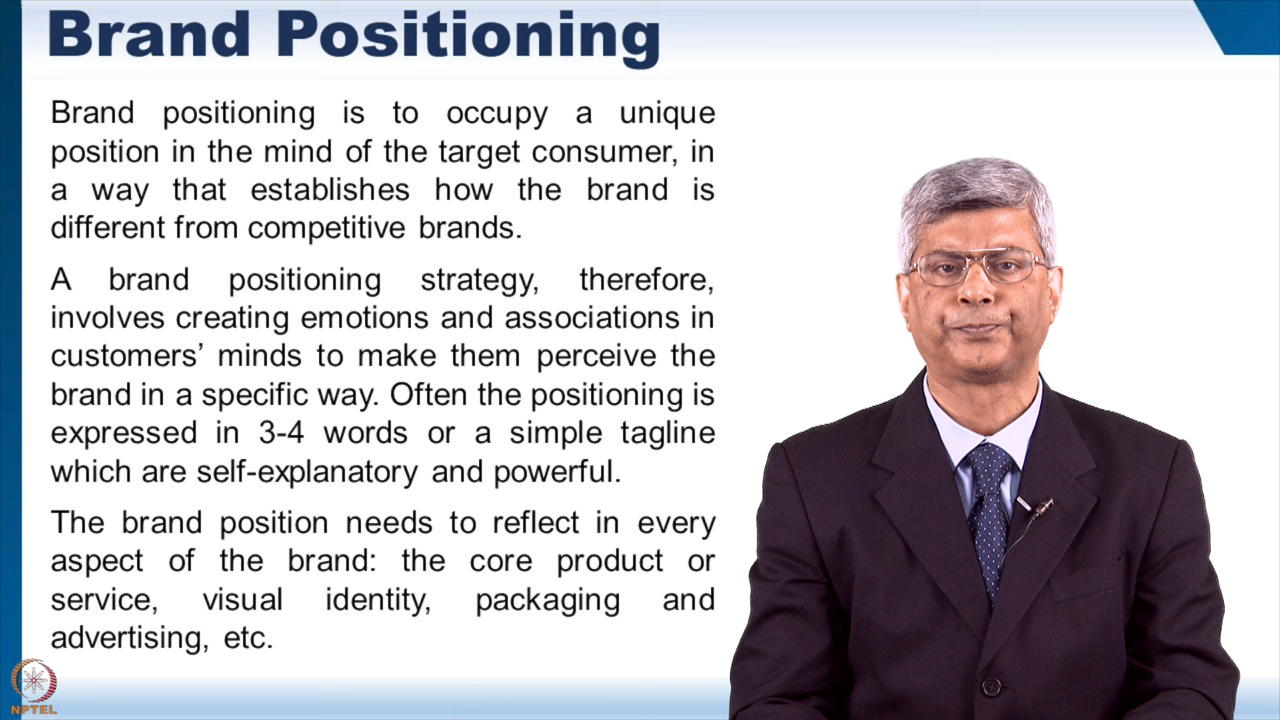 Brand Positioning
Brand positioning is to occupy a unique
position in the mind of the target consumer, in
a way that establishes how the brand is
different from competitive brands.
A brand positioning strategy, therefore,
involves creating emotions and associations in
customers’ minds to make them perceive the
brand in a specific way. Often the positioning is
expressed in 3-4 words or a simple tagline
which are self-explanatory and powerful.
The brand position needs to reflect in every
aspect of the brand: the core product or
service, visual identity, packaging and
advertising, etc.
NPTEL